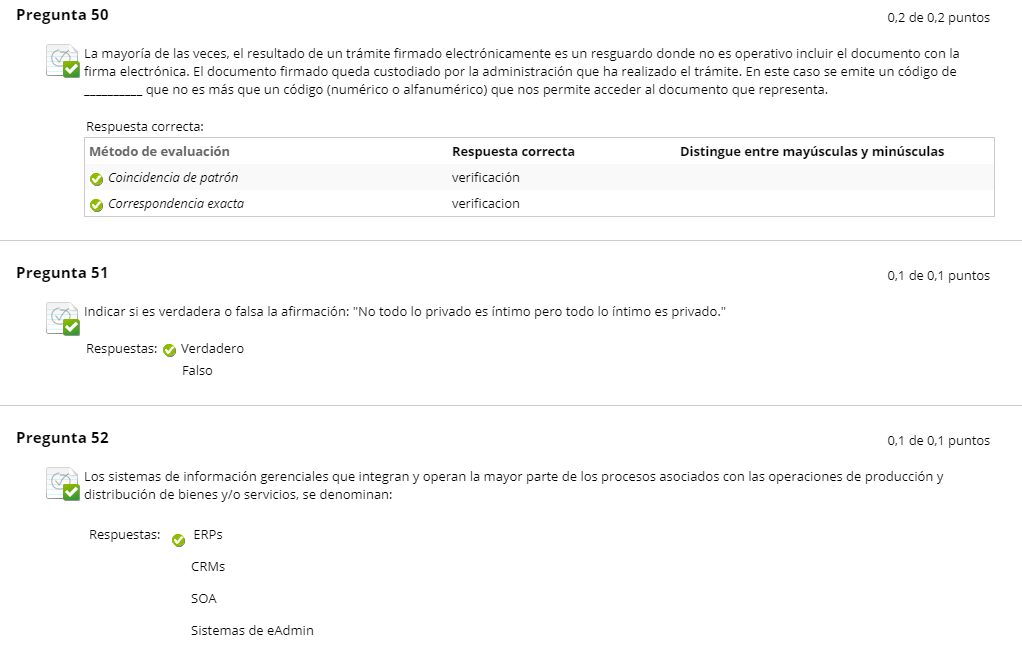 Pregunta 50
0,2 de 0,2 puntos
La mayoría de las veces, el resultado de un trámite firmado electrónicamente es un resguardo donde no es operativo incluir el documento con la
firma electrónica. El documento firmado queda custodiado por la administración que ha realizado el trámite. En este caso se emite un código de
__________ que no es más que un código (numérico o alfanumérico) que nos permite acceder al documento que representa.
Respuesta correcta:
Método de evaluación Respuesta correcta Distingue entre mayúsculas y minúsculas
Coincidencia de patrón verificación
Correspondencia exacta verificacion
Pregunta 51
0,1 de 0,1 puntos
Indicar si es verdadera o falsa la afirmación: "No todo lo privado es íntimo pero todo lo íntimo es privado."
Respuestas: Verdadero
Falso
Pregunta 52
0,1 de 0,1 puntos
Los sistemas de información gerenciales que integran y operan la mayor parte de los procesos asociados con las operaciones de producción y
distribución de bienes y/o servicios, se denominan:
Respuestas: ERPs
CRMs
SOA
Sistemas de eAdmin